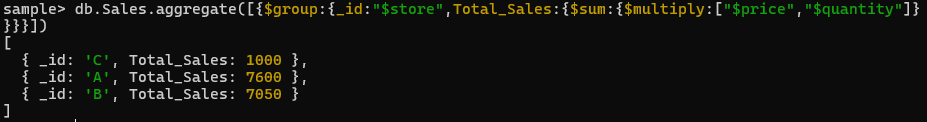 sample> db.Sales.aggregate([{$group:{_id:"$store",Total_Sales:{$sum:{$multiply:["$price","$quantity"]}
}}}])
[
  { _id: 'C', Total_Sales: 1000 },
  { _id: 'A', Total_Sales: 7600 },
  { _id: 'B', Total_Sales: 7050 }
]